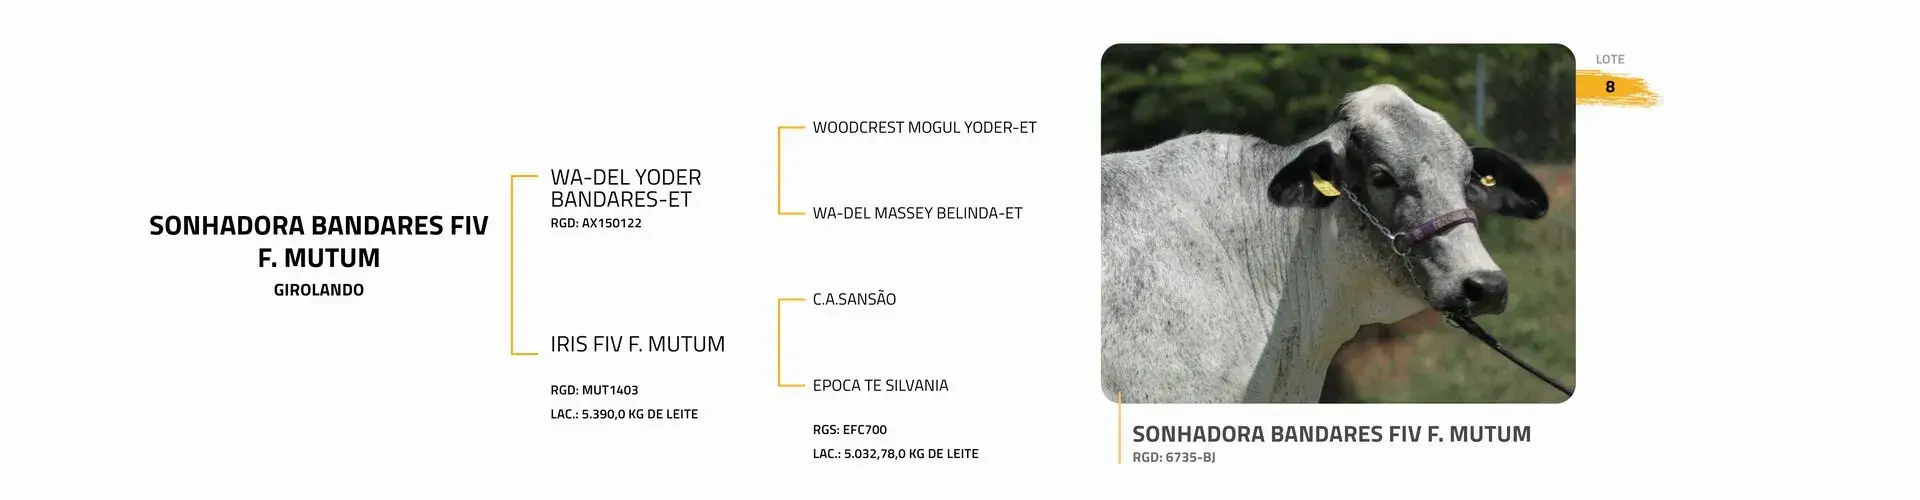 SONHADORA BANDARES FIV
F. MUTUM
GIROLANDO
WA-DEL YODER
BANDARES-ET
RGD: AX150122
IRIS FIV F. MUTUM
RGD: MUT1403
LAC.: 5.390,0 KG DE LEITE
WOODCREST MOGUL YODER-ET
WA-DEL MASSEY BELINDA-ET
C.A.SANSÃO
EPOCA TE SILVANIA
RGS: EFC700
LAC.: 5.032,78,0 KG DE LEITE
LOTE
8
SONHADORA BANDARES FIV F. MUTUM
RGD: 6735-BJ